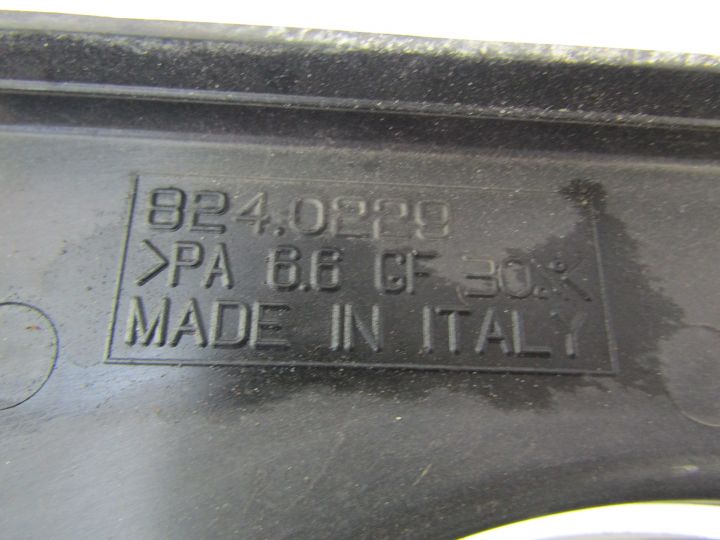 824.0229
>PA 6.6 GF 30.<
MADE IN ITALY